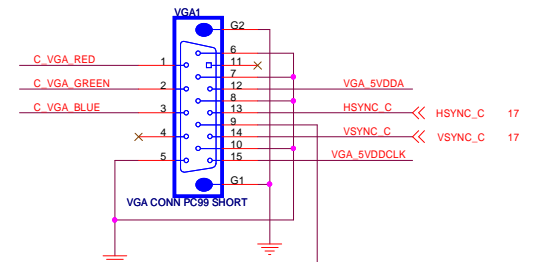 VGA1
G2
C_VGA_RED 1 6
11
C_VGA_GREEN 2 7
12 VGA_5VDDA
C_VGA_BLUE 3 8
13 HSYNC_C HSYNC_C 17
9
4 14 VSYNC_C VSYNC_C 17
10
5 15 VGA_5VDDCLK
G1
VGA CONN PC99 SHORT